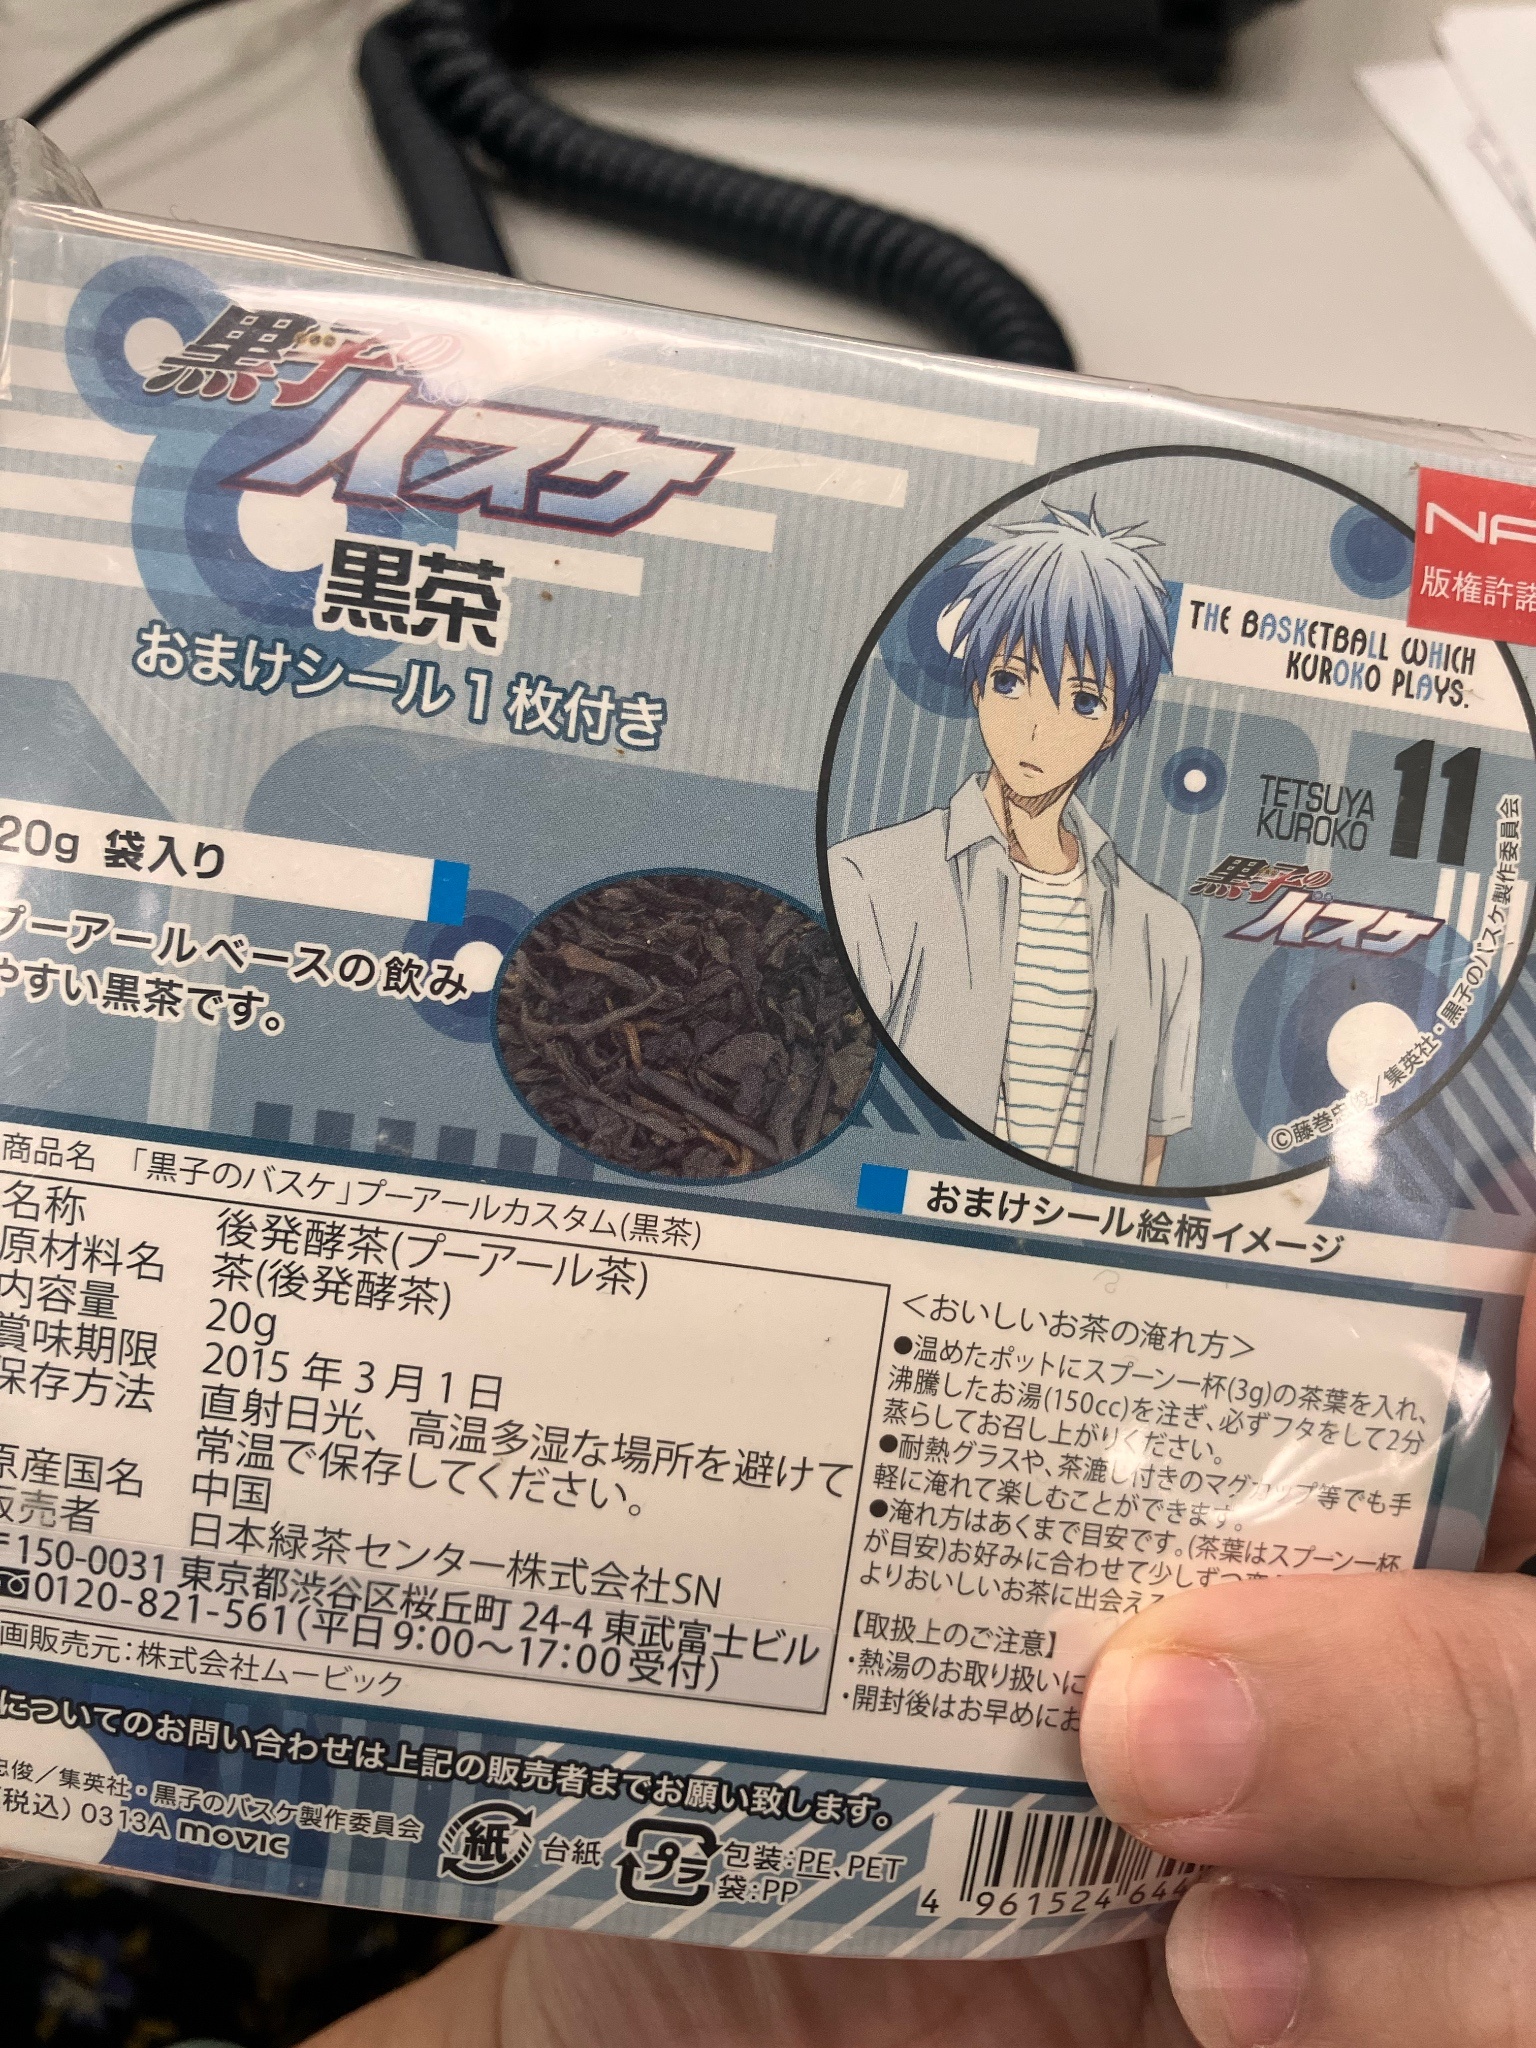 黒子のバスケ
黒茶
おまけシール1枚付き
20g 袋入り
プーアールベースの飲み
やすい黒茶です。
THE BASKETBALL WHICH
KUROKO PLAYS.
TETSUYA
KUROKO
11
黒子の
バスケ
©藤巻忠俊/集英社・黒子のバスケ製作委員会
版権許諾
おまけシール絵柄イメージ
商品名 「黒子のバスケ」プーアールカスタム(黒茶)
名称 後発酵茶(プーアール茶)
原材料名 茶(後発酵茶)
内容量 20g
賞味期限 2015年3月1日
保存方法 直射日光、高温多湿な場所を避けて
常温で保存してください。
原産国名 中国
販売者 日本緑茶センター株式会社SN
〒150-0031 東京都渋谷区桜丘町 24-4 東武富士ビル
☎0120-821-561(平日9:00〜17:00受付)
画販売元:株式会社ムービック
<おいしいお茶の淹れ方>
●温めたポットにスプーン一杯(3g)の茶葉を入れ、
沸騰したお湯(150cc)を注ぎ、必ずフタをして2分
蒸らしてお召し上がりください。
●耐熱グラスや、茶漉し付きのマグカップ等でも手
軽に淹れて楽しむことができます。
●淹れ方はあくまで目安です。(茶葉はスプーン一杯
が目安)お好みに合わせて少しずつ
よりおいしいお茶に出会え
【取扱上のご注意】
・熱湯のお取り扱いに
・開封後はお早めにお
についてのお問い合わせは上記の販売者までお願い致します。
忠俊/集英社・黒子のバスケ製作委員会
(税込) 0313A movic
紙 台紙
プラ 包装:PE、PET
袋:PP
4 961524 644